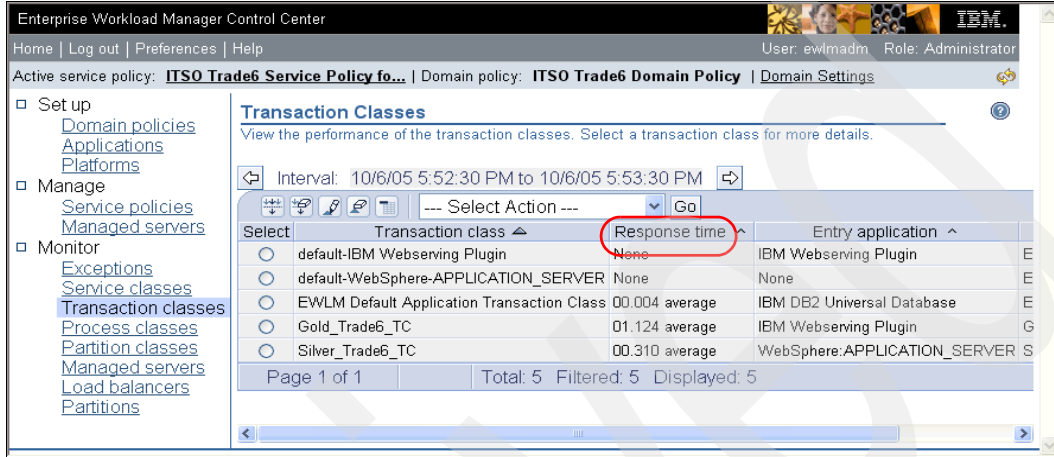 Enterprise Workload Manager Control Center IBM.
Home | Log out | Preferences | Help User: ewlmadm Role: Administrator
Active service policy: ITSO Trade6 Service Policy fo... | Domain policy: ITSO Trade6 Domain Policy | Domain Settings
Set up
Domain policies
Applications
Platforms
Manage
Service policies
Managed servers
Monitor
Exceptions
Service classes
Transaction classes
Process classes
Partition classes
Managed servers
Load balancers
Partitions
Transaction Classes
View the performance of the transaction classes. Select a transaction class for more details.
Interval: 10/6/05 5:52:30 PM to 10/6/05 5:53:30 PM
--- Select Action --- Go
Select Transaction class Response time Entry application
default-IBM Webserving Plugin None IBM Webserving Plugin E
default-WebSphere-APPLICATION_SERVER None None E
EWLM Default Application Transaction Class 00.004 average IBM DB2 Universal Database E
Gold_Trade6_TC 01.124 average IBM Webserving Plugin G
Silver_Trade6_TC 00.310 average WebSphere:APPLICATION_SERVER S
Page 1 of 1 Total: 5 Filtered: 5 Displayed: 5